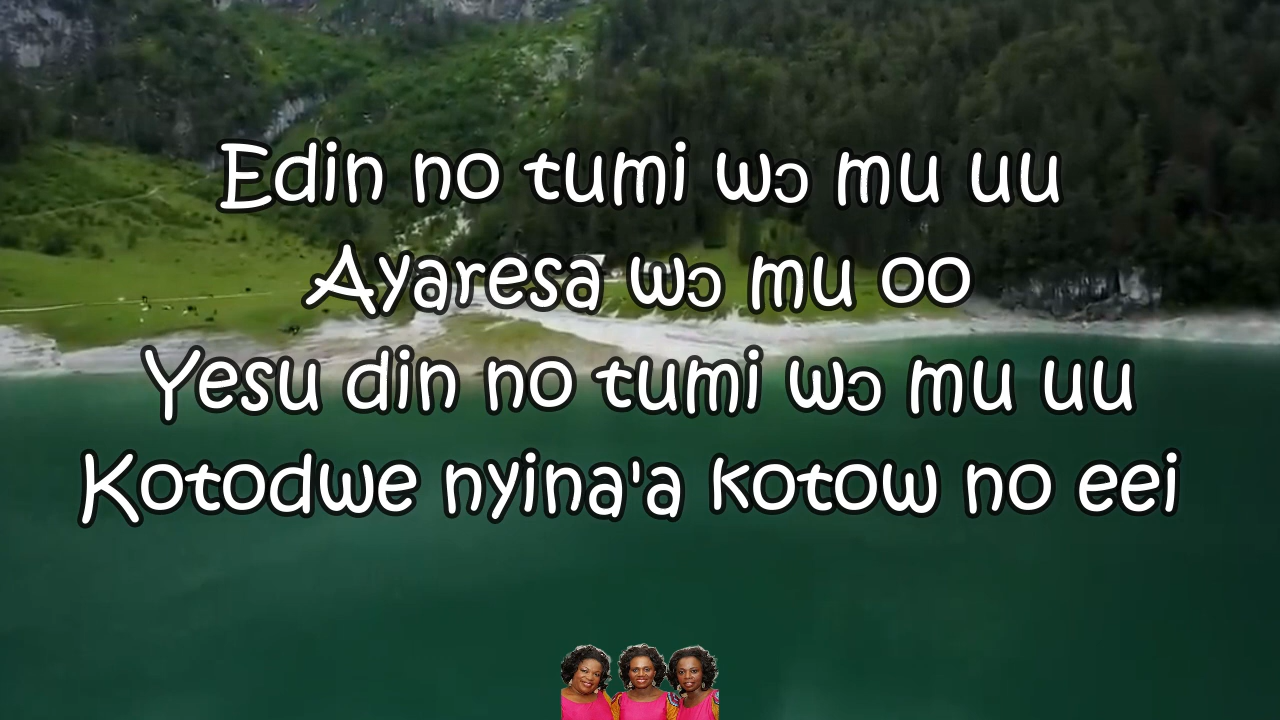 Edin no tumi wɔ mu uu
Ayaresa wɔ mu oo
Yesu din no tumi wɔ mu uu
Kotodwe nyina'a kotow no eei